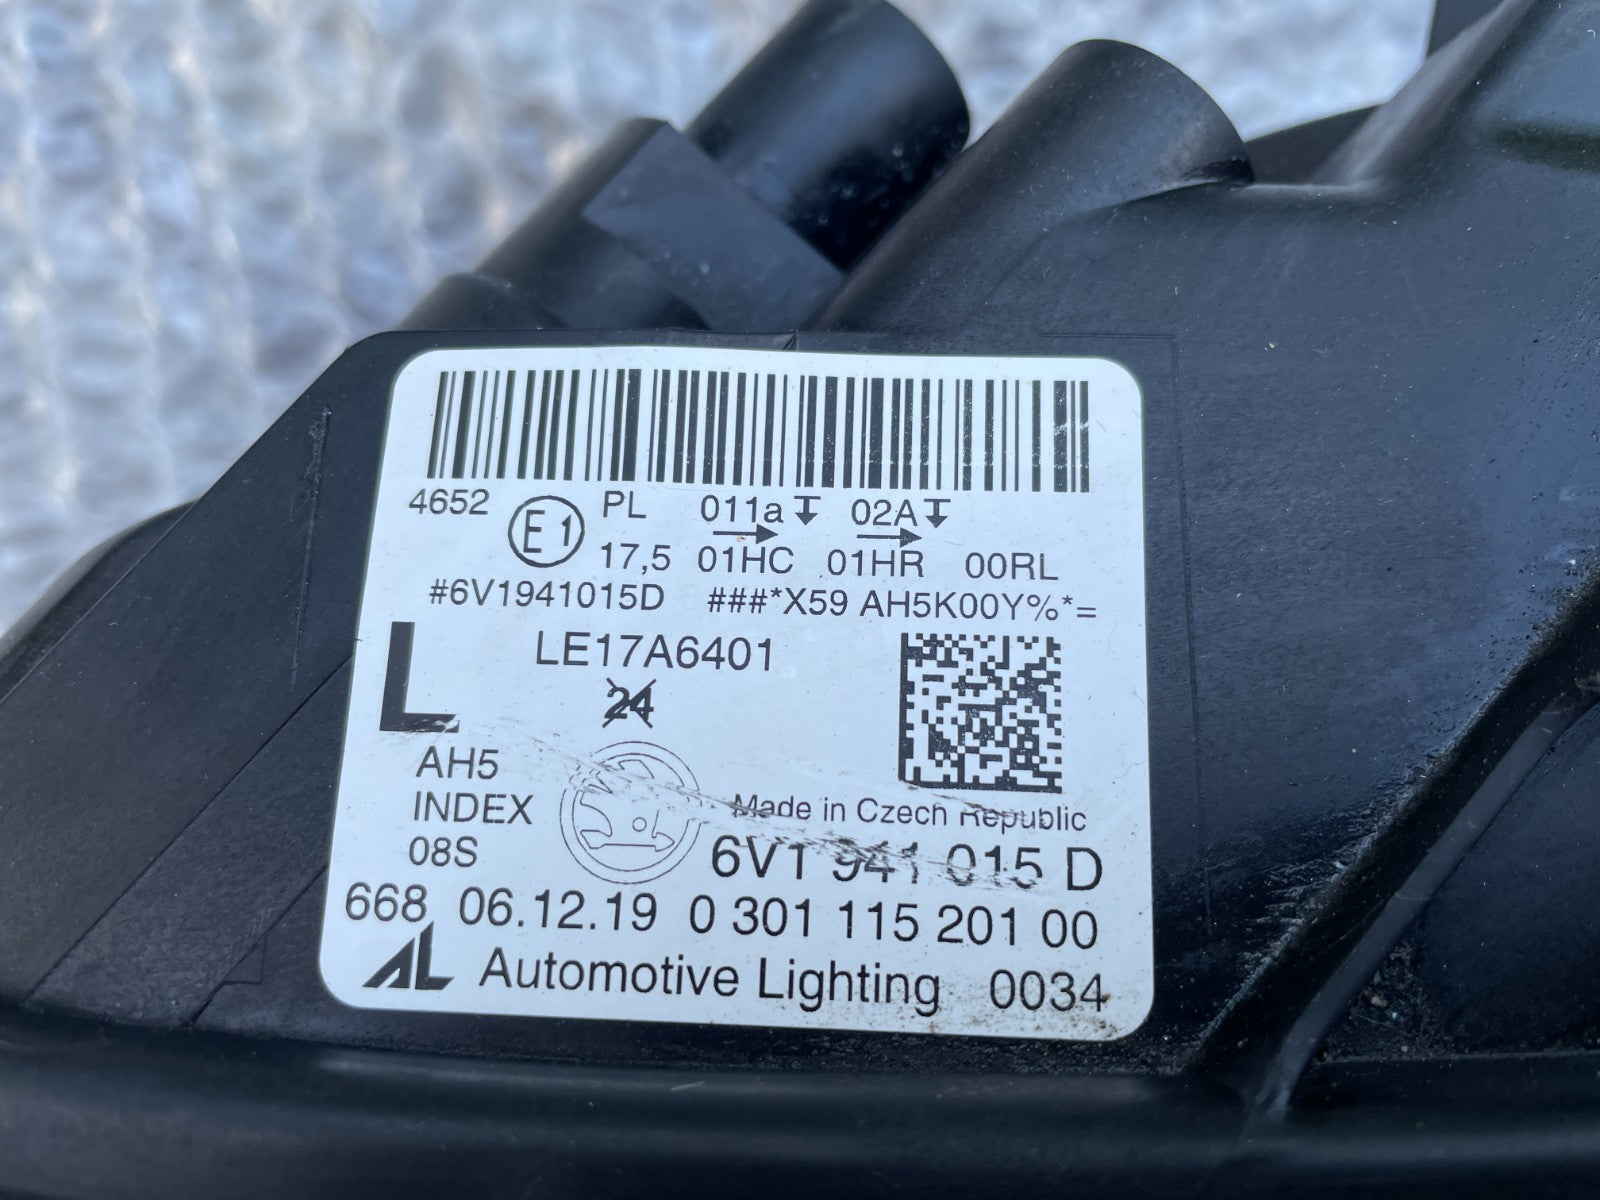 4652 E1 PL 011a 02A
17,5 01HC 01HR 00RL
#6V1941015D ###*X59 AH5K00Y%*=
L LE17A6401
24
AH5
INDEX
08S
Made in Czech Republic
6V1 941 015 D
668 06.12.19 0 301 115 201 00
AL Automotive Lighting 0034